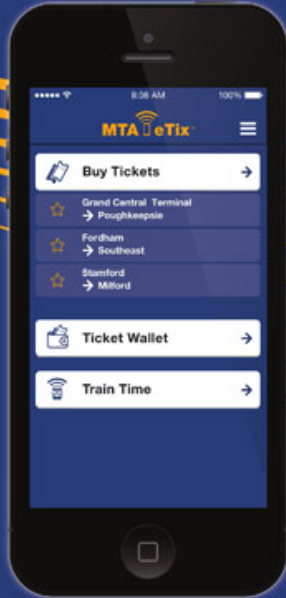 8:06 AM 100%
MTA eTix
Buy Tickets →
Grand Central Terminal
→ Poughkeepsie
Fordham
→ Southeast
Stamford
→ Milford
Ticket Wallet →
Train Time →